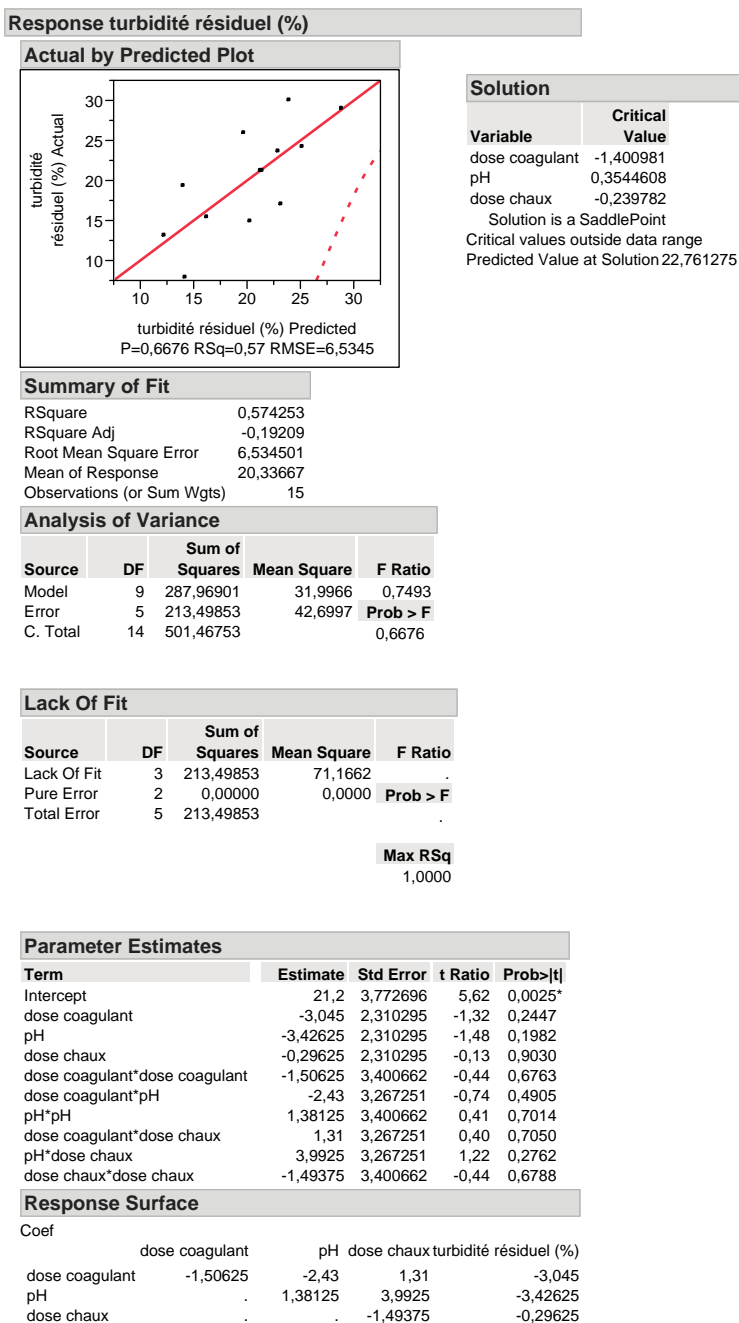 Response turbidité résiduel (%)
Actual by Predicted Plot
30
25
20
15
10
turbidité
résiduel (%) Actual
10 15 20 25 30
turbidité résiduel (%) Predicted
P=0,6676 RSq=0,57 RMSE=6,5345
Solution
Critical
Variable Value
dose coagulant -1,400981
pH 0,3544608
dose chaux -0,239782
Solution is a SaddlePoint
Critical values outside data range
Predicted Value at Solution 22,761275
Summary of Fit
RSquare 0,574253
RSquare Adj -0,19209
Root Mean Square Error 6,534501
Mean of Response 20,33667
Observations (or Sum Wgts) 15
Analysis of Variance
Sum of
Source DF Squares Mean Square F Ratio
Model 9 287,96901 31,9966 0,7493
Error 5 213,49853 42,6997 Prob > F
C. Total 14 501,46753 0,6676
Lack Of Fit
Sum of
Source DF Squares Mean Square F Ratio
Lack Of Fit 3 213,49853 71,1662 .
Pure Error 2 0,00000 0,0000 Prob > F
Total Error 5 213,49853 .
Max RSq
1,0000
Parameter Estimates
Term Estimate Std Error t Ratio Prob>|t|
Intercept 21,2 3,772696 5,62 0,0025*
dose coagulant -3,045 2,310295 -1,32 0,2447
pH -3,42625 2,310295 -1,48 0,1982
dose chaux -0,29625 2,310295 -0,13 0,9030
dose coagulant*dose coagulant -1,50625 3,400662 -0,44 0,6763
dose coagulant*pH -2,43 3,267251 -0,74 0,4905
pH*pH 1,38125 3,400662 0,41 0,7014
dose coagulant*dose chaux 1,31 3,267251 0,40 0,7050
pH*dose chaux 3,9925 3,267251 1,22 0,2762
dose chaux*dose chaux -1,49375 3,400662 -0,44 0,6788
Response Surface
Coef
dose coagulant pH dose chaux turbidité résiduel (%)
dose coagulant -1,50625 -2,43 1,31 -3,045
pH . 1,38125 3,9925 -3,42625
dose chaux . . -1,49375 -0,29625